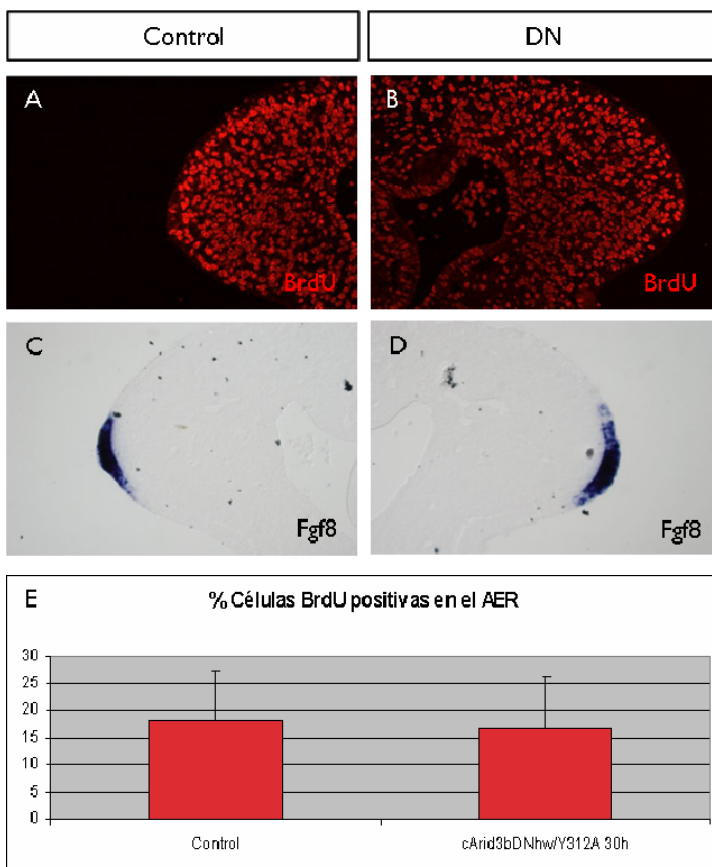 Control
DN
A
B
BrdU
BrdU
C
D
Fgf8
Fgf8
E
% Células BrdU positivas en el AER
30
25
20
15
10
5
0
Control
cArid3bDNhw/Y312A 30h